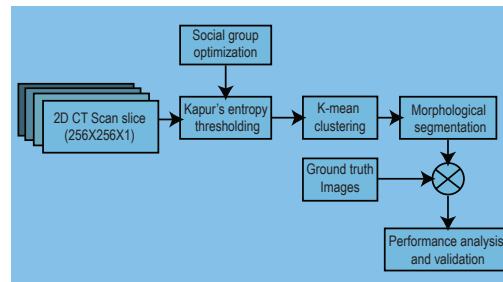 Social group
optimization
2D CT Scan slice
(256X256X1)
Kapur's entropy
thresholding
K-mean
clustering
Morphological
segmentation
Ground truth
Images
Performance analysis
and validation